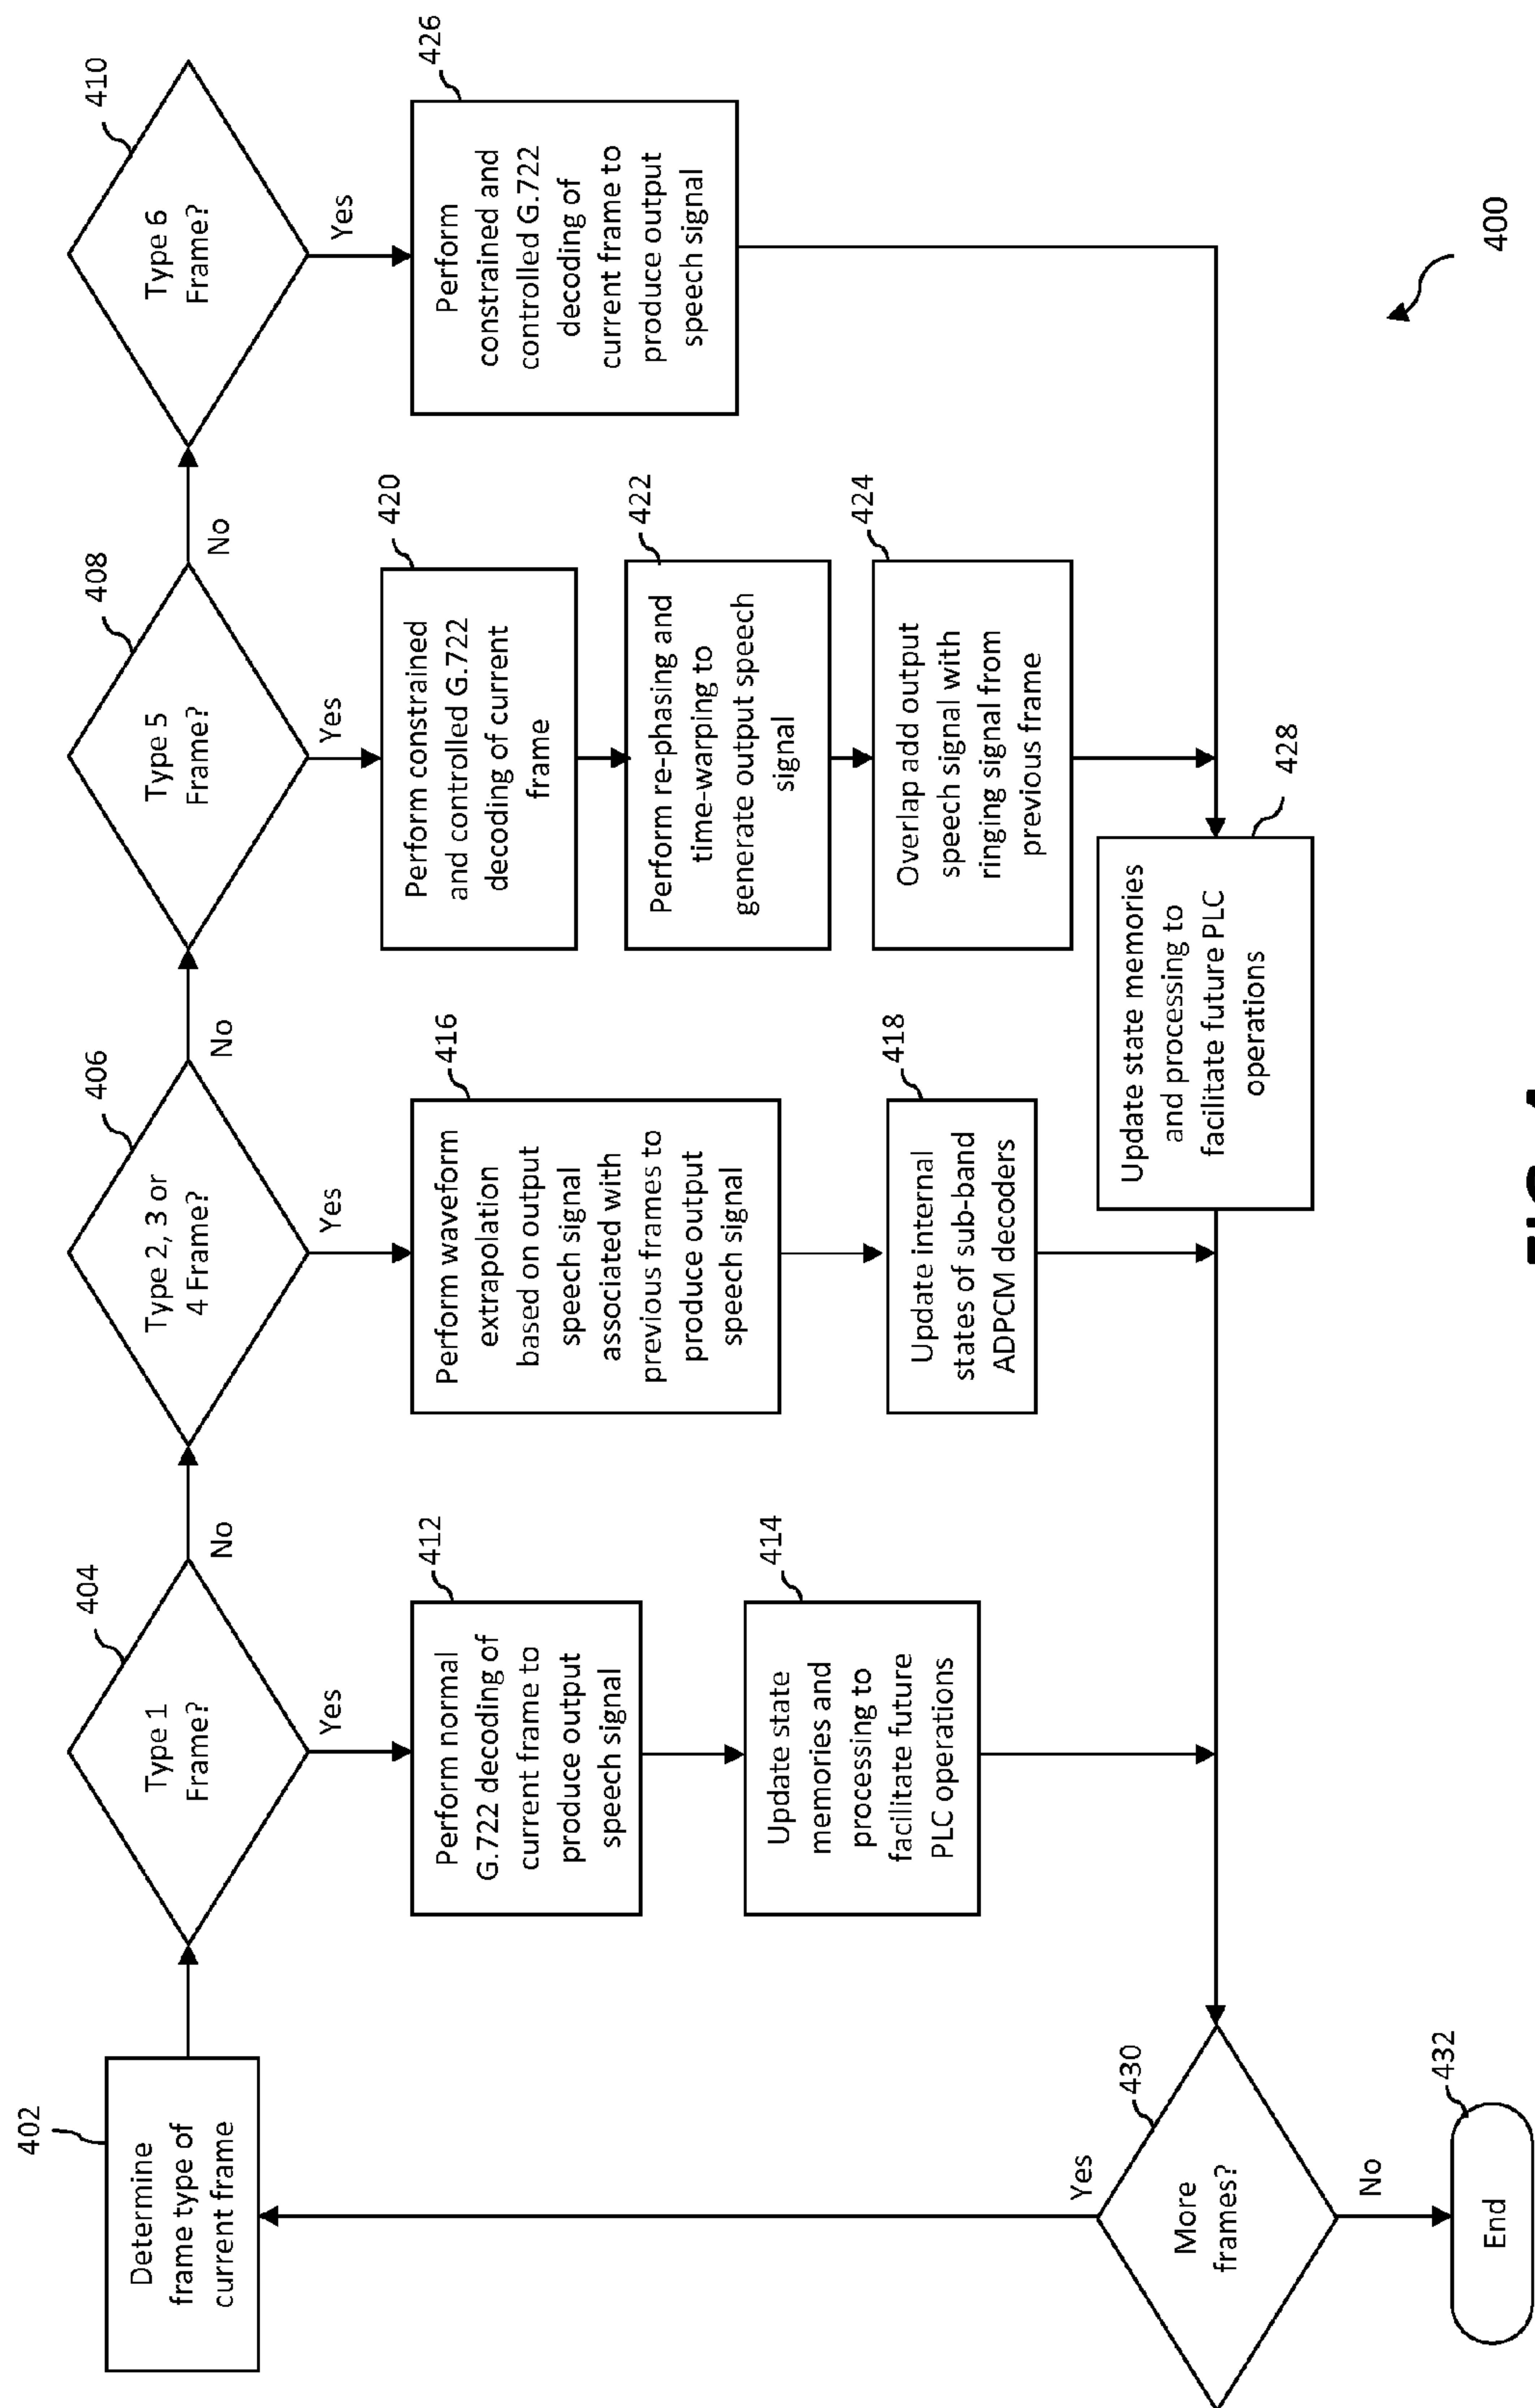 402
Determine
frame type of
current frame
404
Type 1
Frame?
No
Yes
406
Type 2, 3 or
4 Frame?
No
Yes
408
Type 5
Frame?
No
Yes
410
Type 6
Frame?
Yes
412
Perform normal
G.722 decoding of
current frame to
produce output
speech signal
414
Update state
memories and
processing to
facilitate future
PLC operations
416
Perform waveform
extrapolation
based on output
speech signal
associated with
previous frames to
produce output
speech signal
418
Update internal
states of sub-band
ADPCM decoders
420
Perform constrained
and controlled G.722
decoding of current
frame
422
Perform re-phasing and
time-warping to
generate output speech
signal
424
Overlap add output
speech signal with
ringing signal from
previous frame
426
Perform
constrained and
controlled G.722
decoding of
current frame to
produce output
speech signal
428
Update state memories
and processing to
facilitate future PLC
operations
430
More
frames?
Yes
No
432
End
400